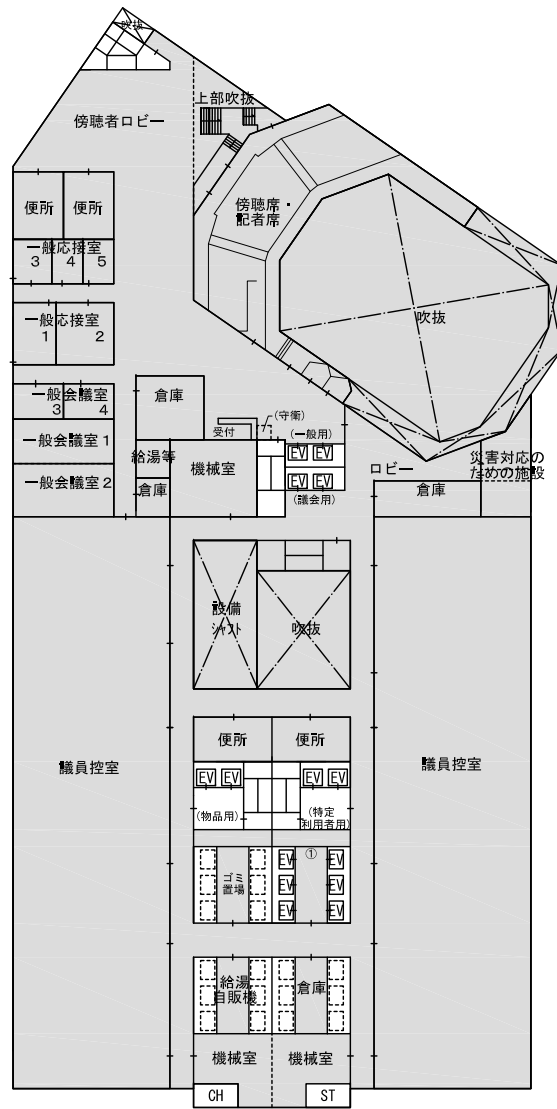 吹抜
上部吹抜
傍聴者ロビー
傍聴席・
記者席
便所
便所
一般応接室
3
4
5
吹抜
一般応接室
1
2
一般会議室
3
4
倉庫
(守衛)
受付
(一般用)
一般会議室1
給湯等
機械室
EV
EV
EV
EV
ロビー
災害対応の
ための施設
一般会議室2
倉庫
(議会用)
倉庫
設備
シャフト
吹抜
議員控室
便所
便所
議員控室
EV
EV
EV
EV
(物品用)
(特定
利用者用)
①
ゴミ
置場
EV
EV
EV
EV
EV
EV
給湯
自販機
倉庫
機械室
機械室
CH
ST